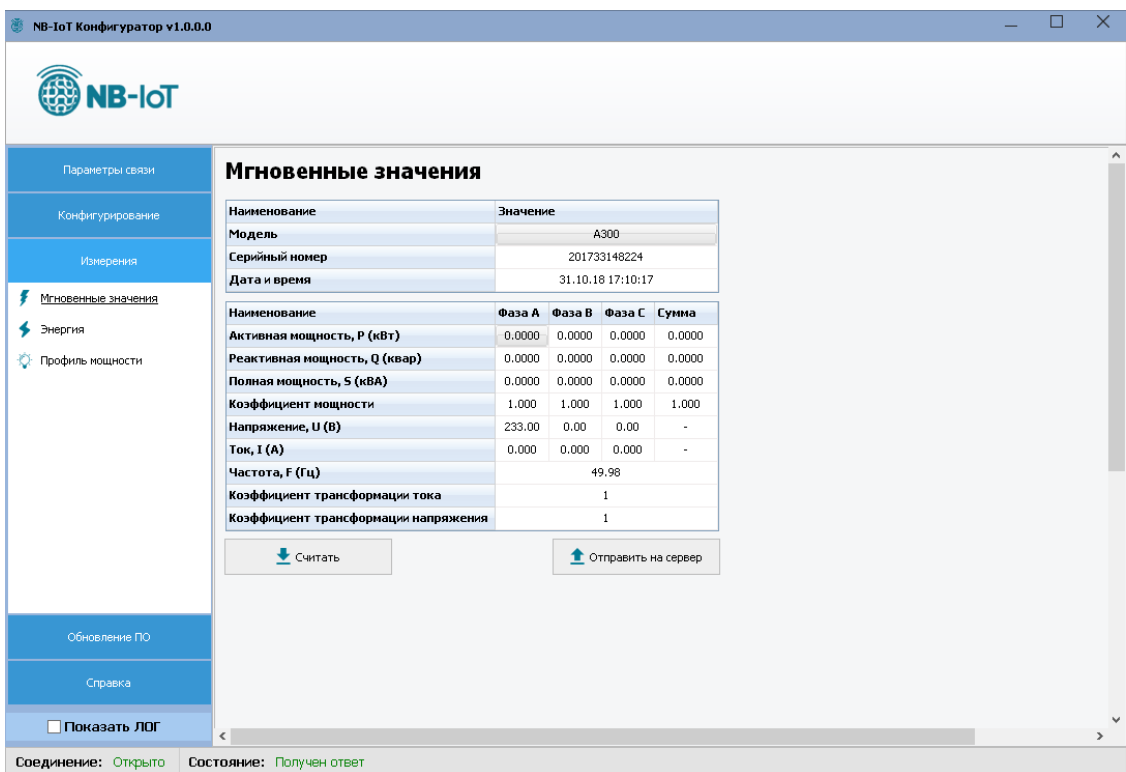 NB-IoT Конфигуратор v1.0.0.0
NB-IoT
Параметры связи
Конфигурирование
Измерения
Мгновенные значения
Энергия
Профиль мощности
Обновление ПО
Справка
Показать ЛОГ
Мгновенные значения
Наименование Значение
Модель A300
Серийный номер 201733148224
Дата и время 31.10.18 17:10:17
Наименование Фаза A Фаза B Фаза C Сумма
Активная мощность, P (кВт) 0.0000 0.0000 0.0000 0.0000
Реактивная мощность, Q (квар) 0.0000 0.0000 0.0000 0.0000
Полная мощность, S (кВА) 0.0000 0.0000 0.0000 0.0000
Коэффициент мощности 1.000 1.000 1.000 1.000
Напряжение, U (В) 233.00 0.00 0.00 -
Ток, I (А) 0.000 0.000 0.000 -
Частота, F (Гц) 49.98
Коэффициент трансформации тока 1
Коэффициент трансформации напряжения 1
Считать Отправить на сервер
Соединение: Открыто Состояние: Получен ответ